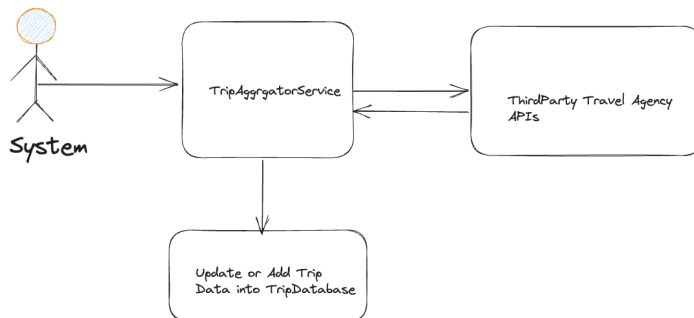 TripAggrgatorService
ThirdParty Travel Agency
APIs
System
Update or Add Trip
Data into TripDatabase